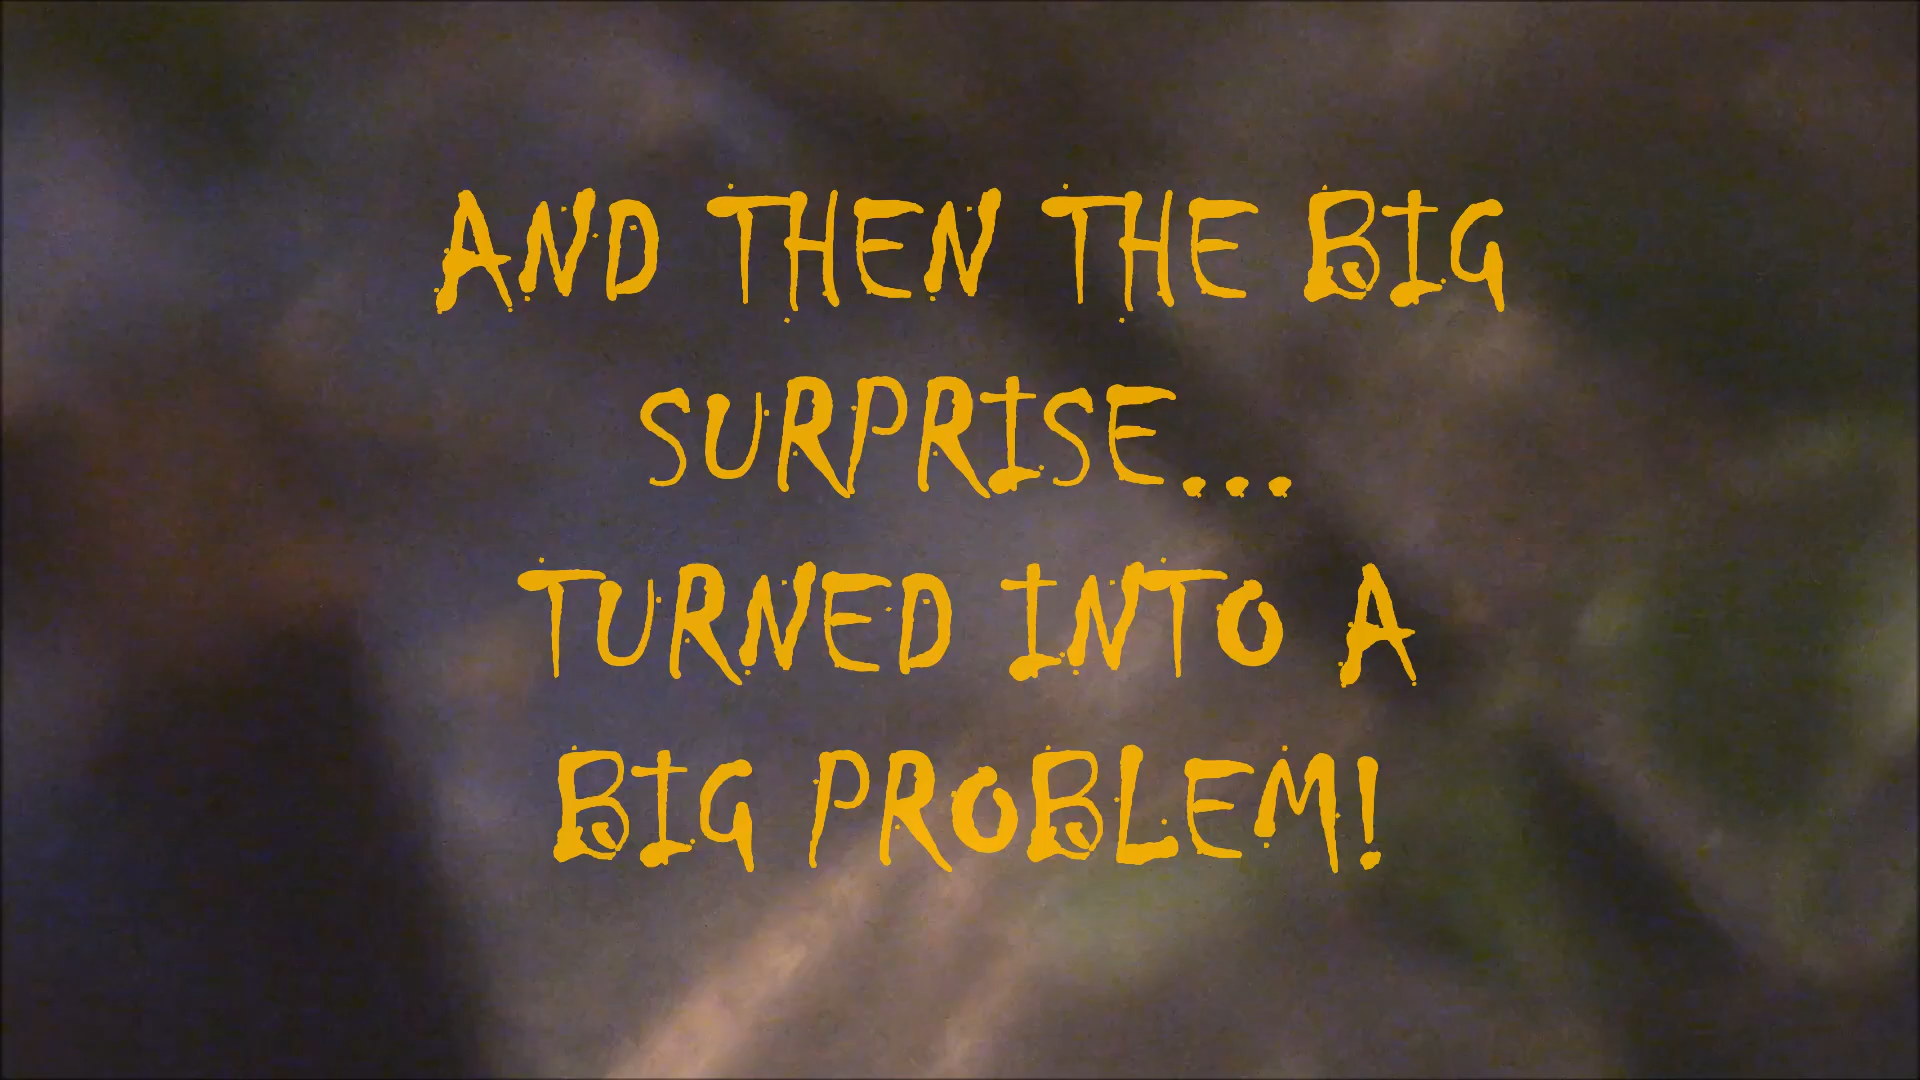 AND THEN THE BIG
SURPRISE...
TURNED INTO A
BIG PROBLEM!